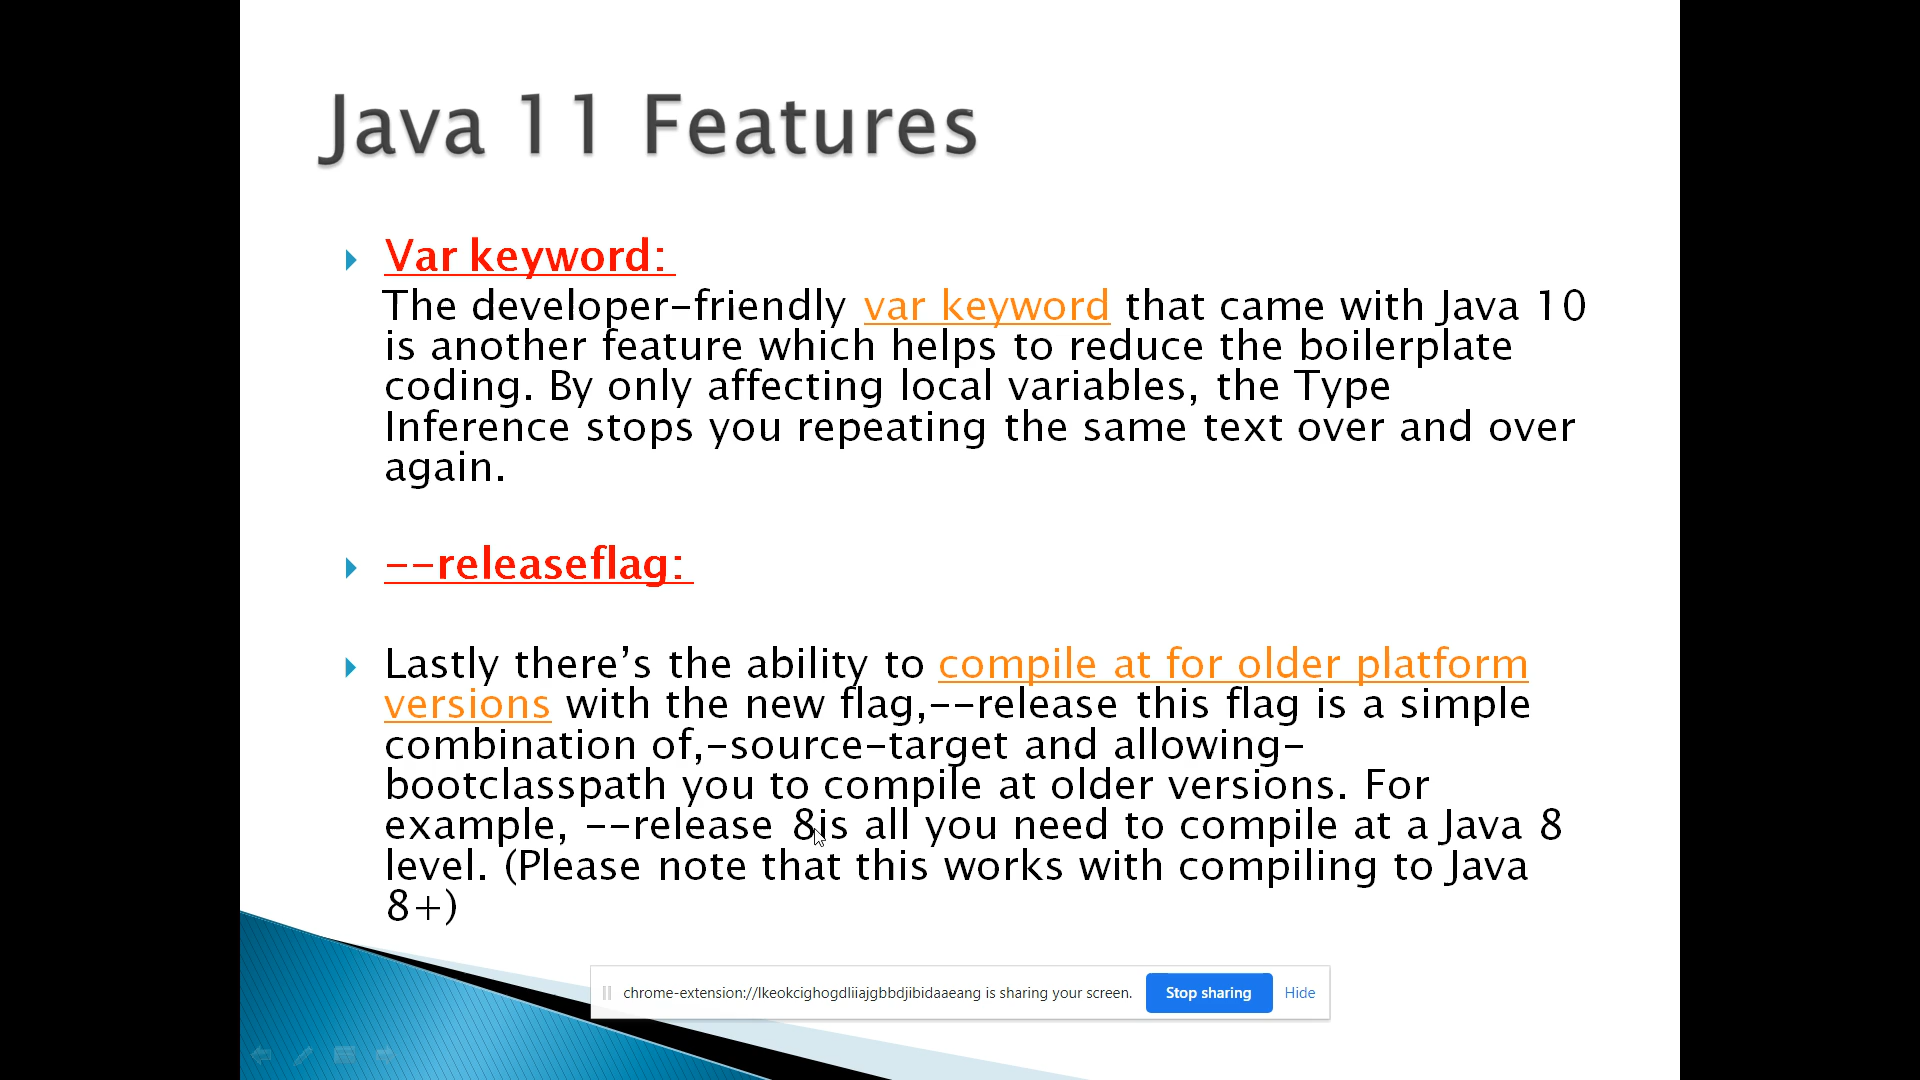 Java 11 Features
Var keyword:
The developer-friendly var keyword that came with Java 10
is another feature which helps to reduce the boilerplate
coding. By only affecting local variables, the Type
Inference stops you repeating the same text over and over
again.
--releaseflag:
Lastly there’s the ability to compile at for older platform
versions with the new flag,--release this flag is a simple
combination of,-source-target and allowing-
bootclasspath you to compile at older versions. For
example, --release 8is all you need to compile at a Java 8
level. (Please note that this works with compiling to Java
8+)
chrome-extension://lkeokcighogdliiajgbbdjibidaaeang is sharing your screen. Stop sharing Hide